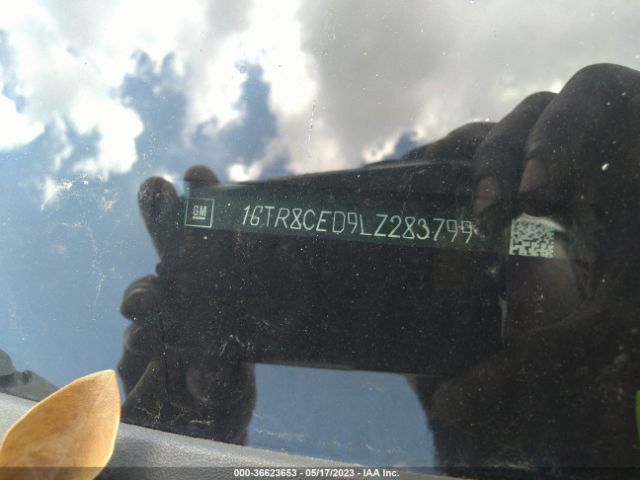 GM
1GTR8CED9LZ283799
000-36623653 - 05/17/2023 - IAA Inc.